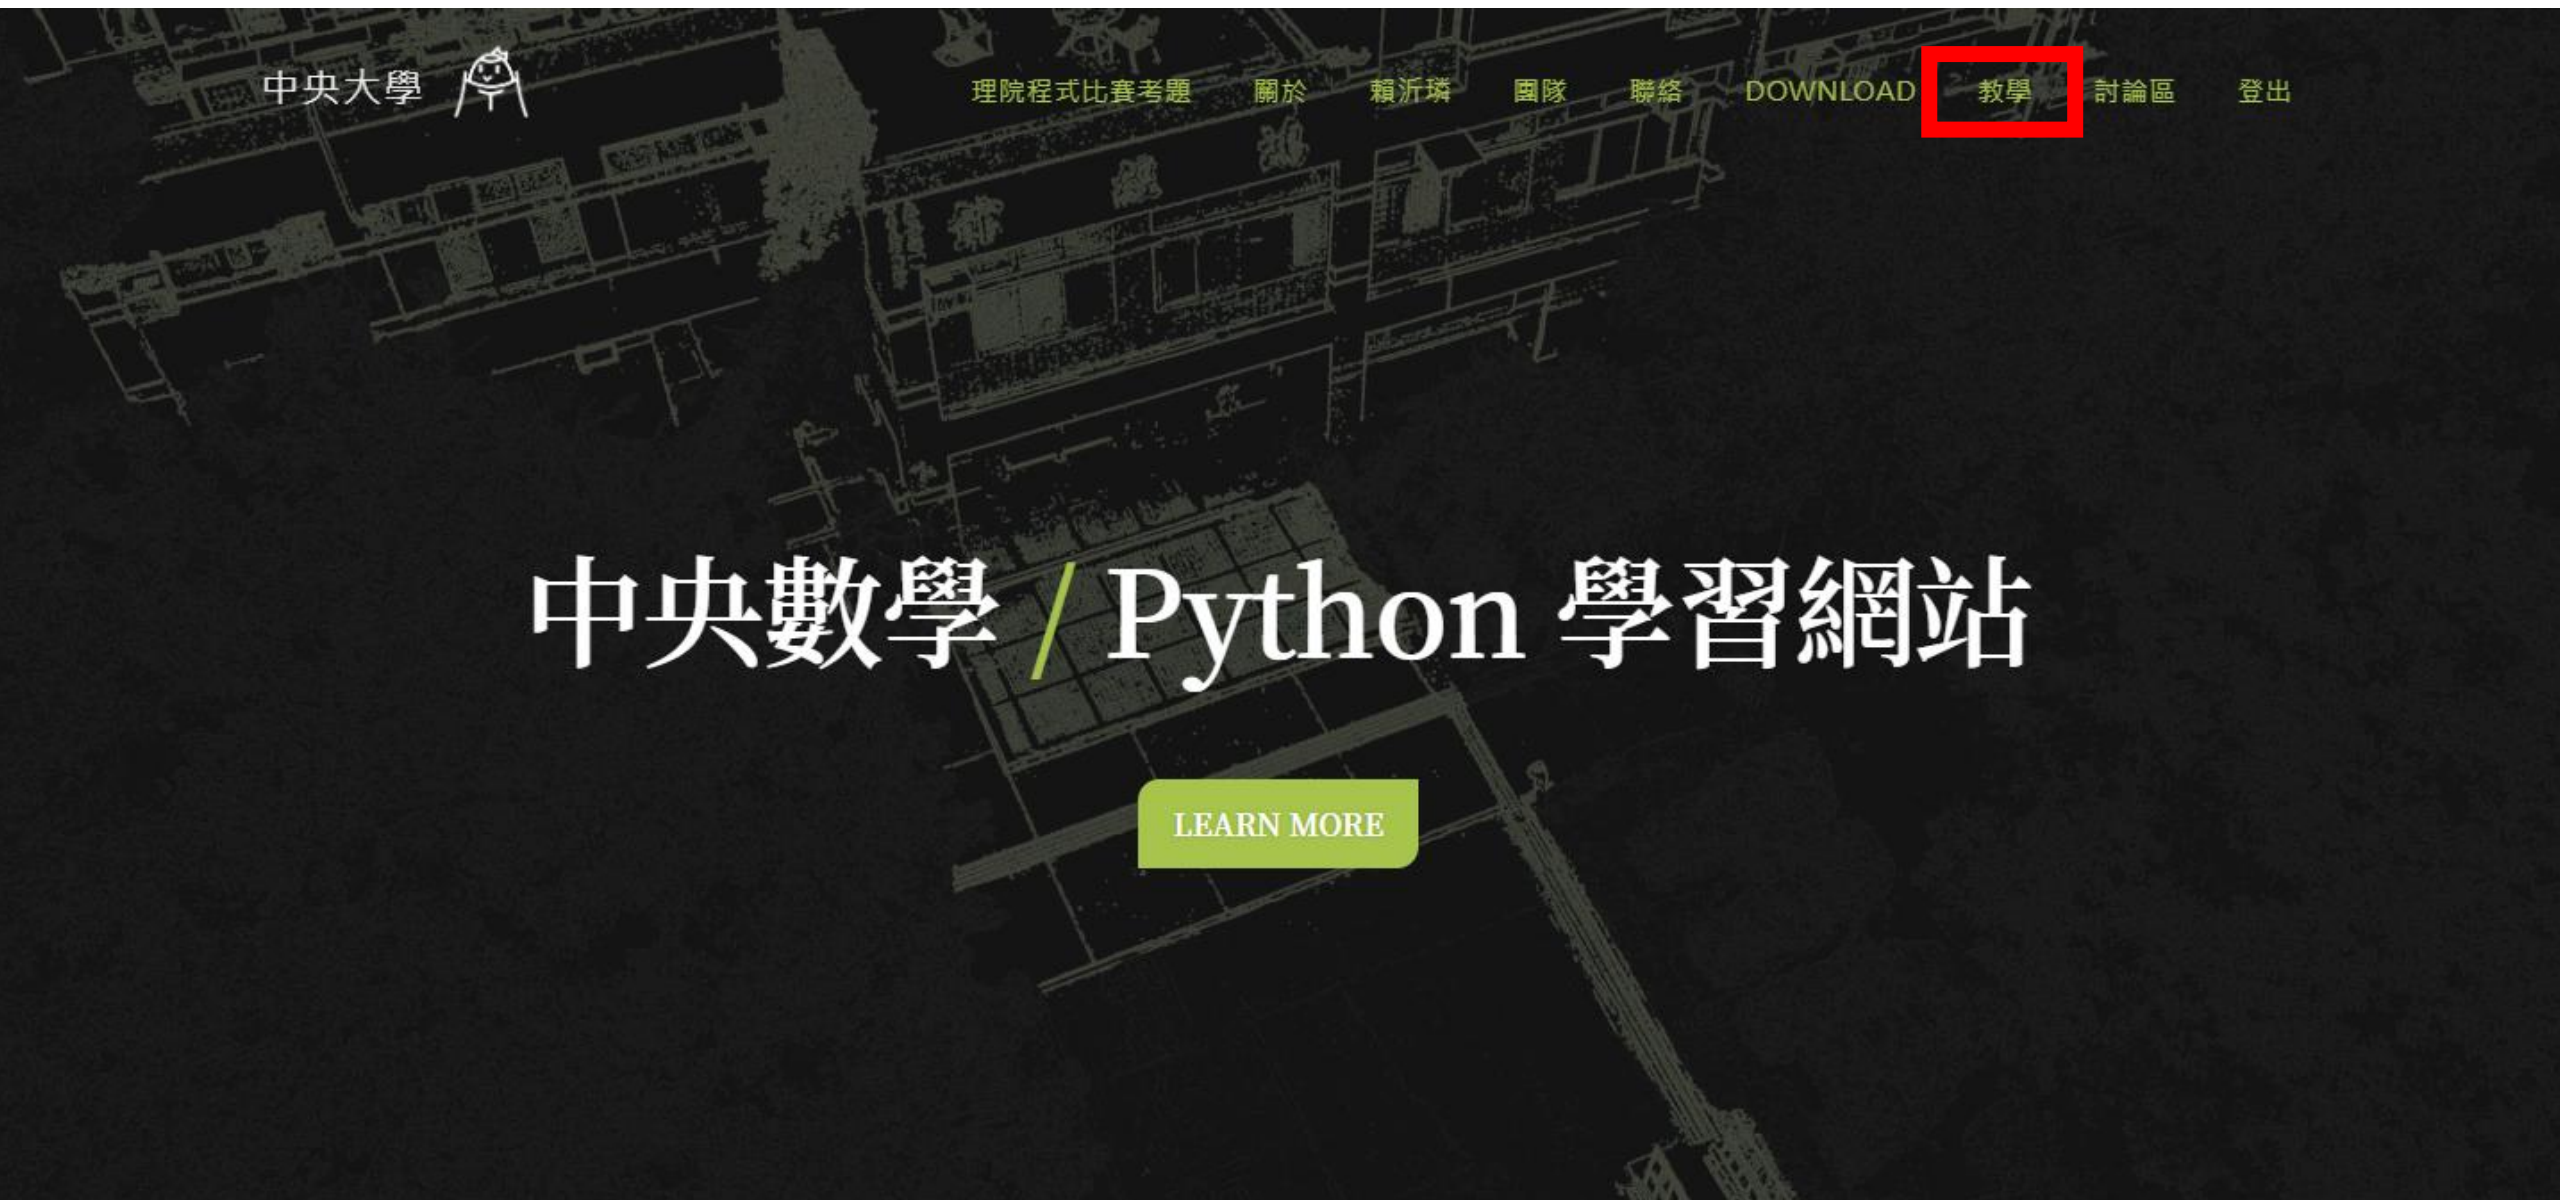 中央大學
理院程式比賽考題 關於 賴沂璘 團隊 聯絡 DOWNLOAD 教學 討論區 登出
中央數學 / Python 學習網站
LEARN MORE